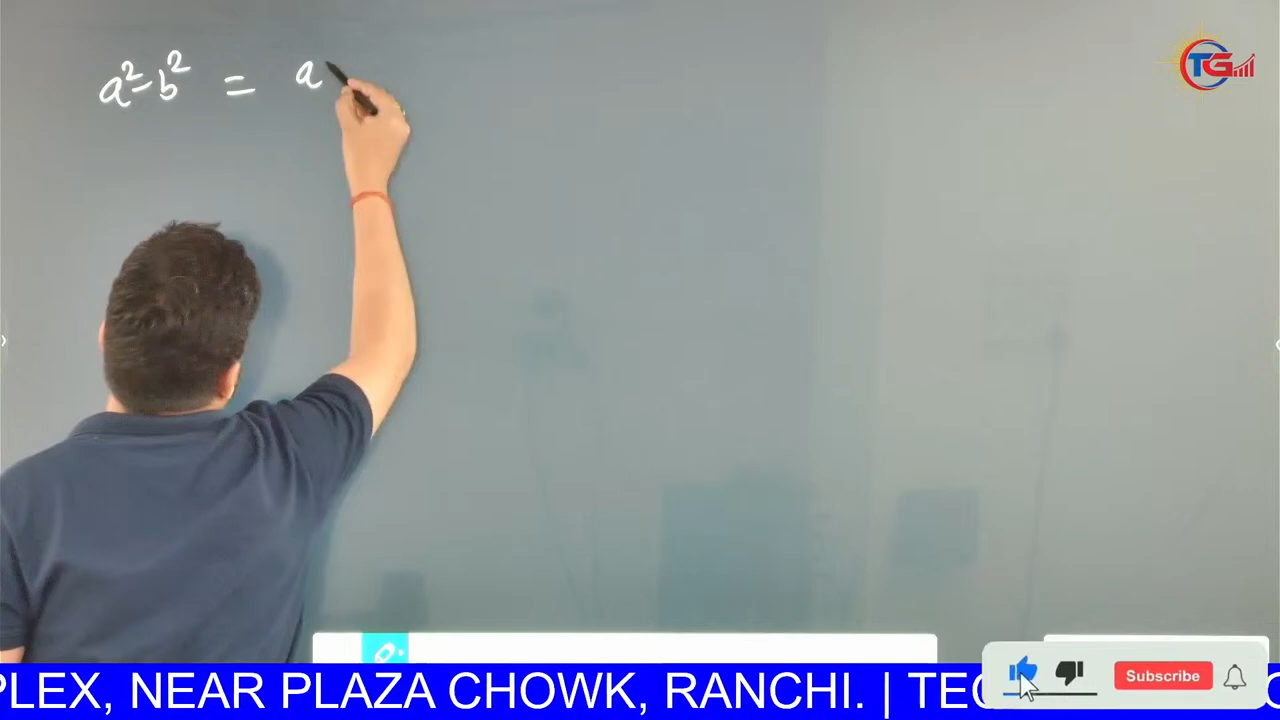 a²-b² = a
TG
PLEX, NEAR PLAZA CHOWK, RANCHI. | TEC
Subscribe